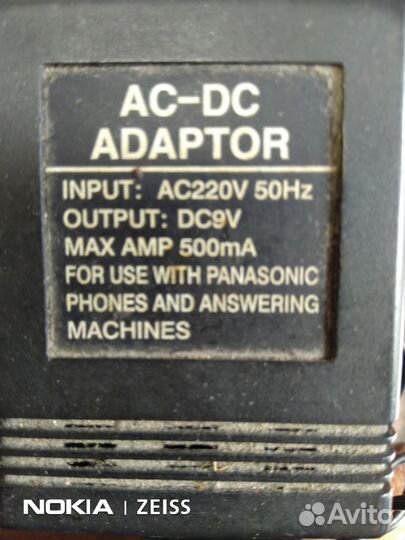 AC-DC
ADAPTOR
INPUT: AC220V 50Hz
OUTPUT: DC9V
MAX AMP 500mA
FOR USE WITH PANASONIC
PHONES AND ANSWERING
MACHINES
NOKIA | ZEISS
Avito